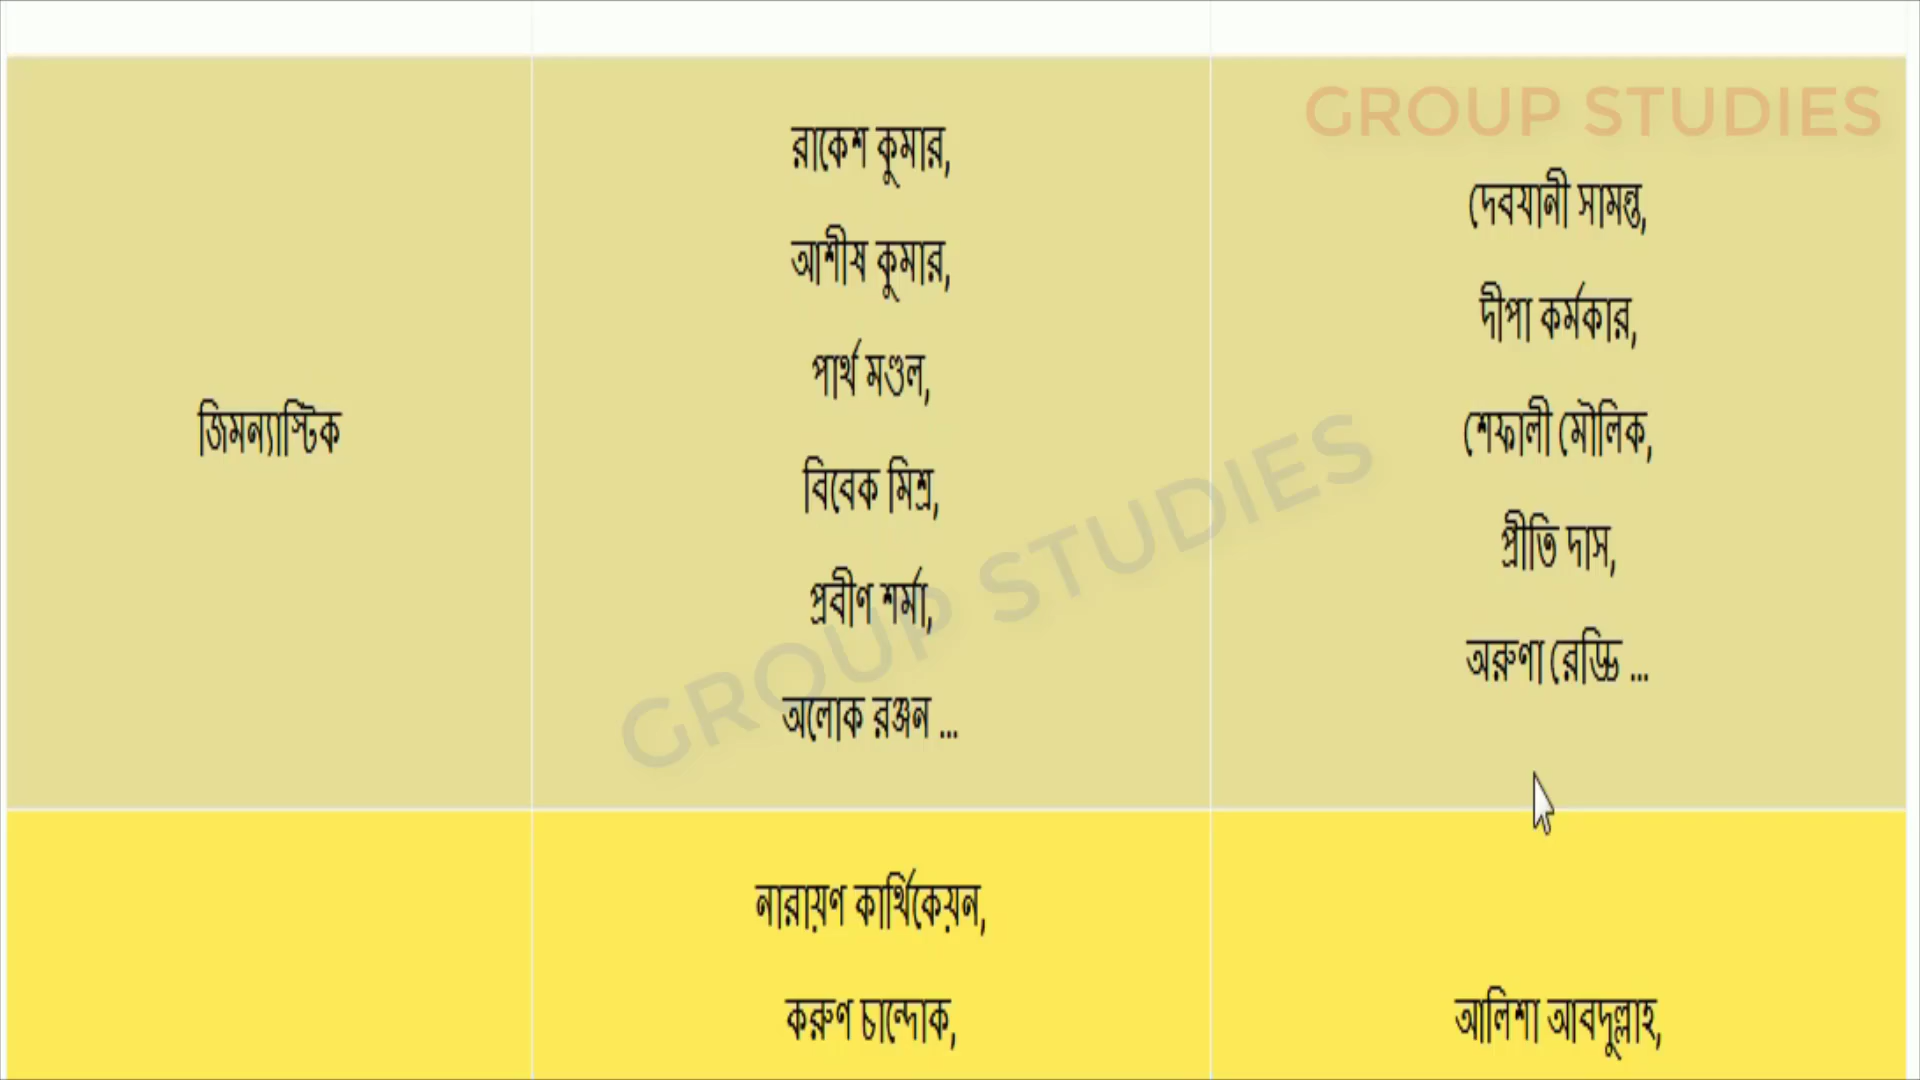 GROUP STUDIES
জিমন্যাস্টিক
রাকেশ কুমার,
আশীষ কুমার,
পার্থ মণ্ডল,
বিবেক মিশ্র,
প্রবীণ শর্মা,
অলোক রঞ্জন ...
দেবযানী সামন্ত,
দীপা কর্মকার,
শেফালী মৌলিক,
প্রীতি দাস,
অরুণা রেড্ডি ...
GROUP STUDIES
নারায়ণ কার্থিকেয়ন,
করুণ চান্দোক,
আলিশা আবদুল্লাহ,